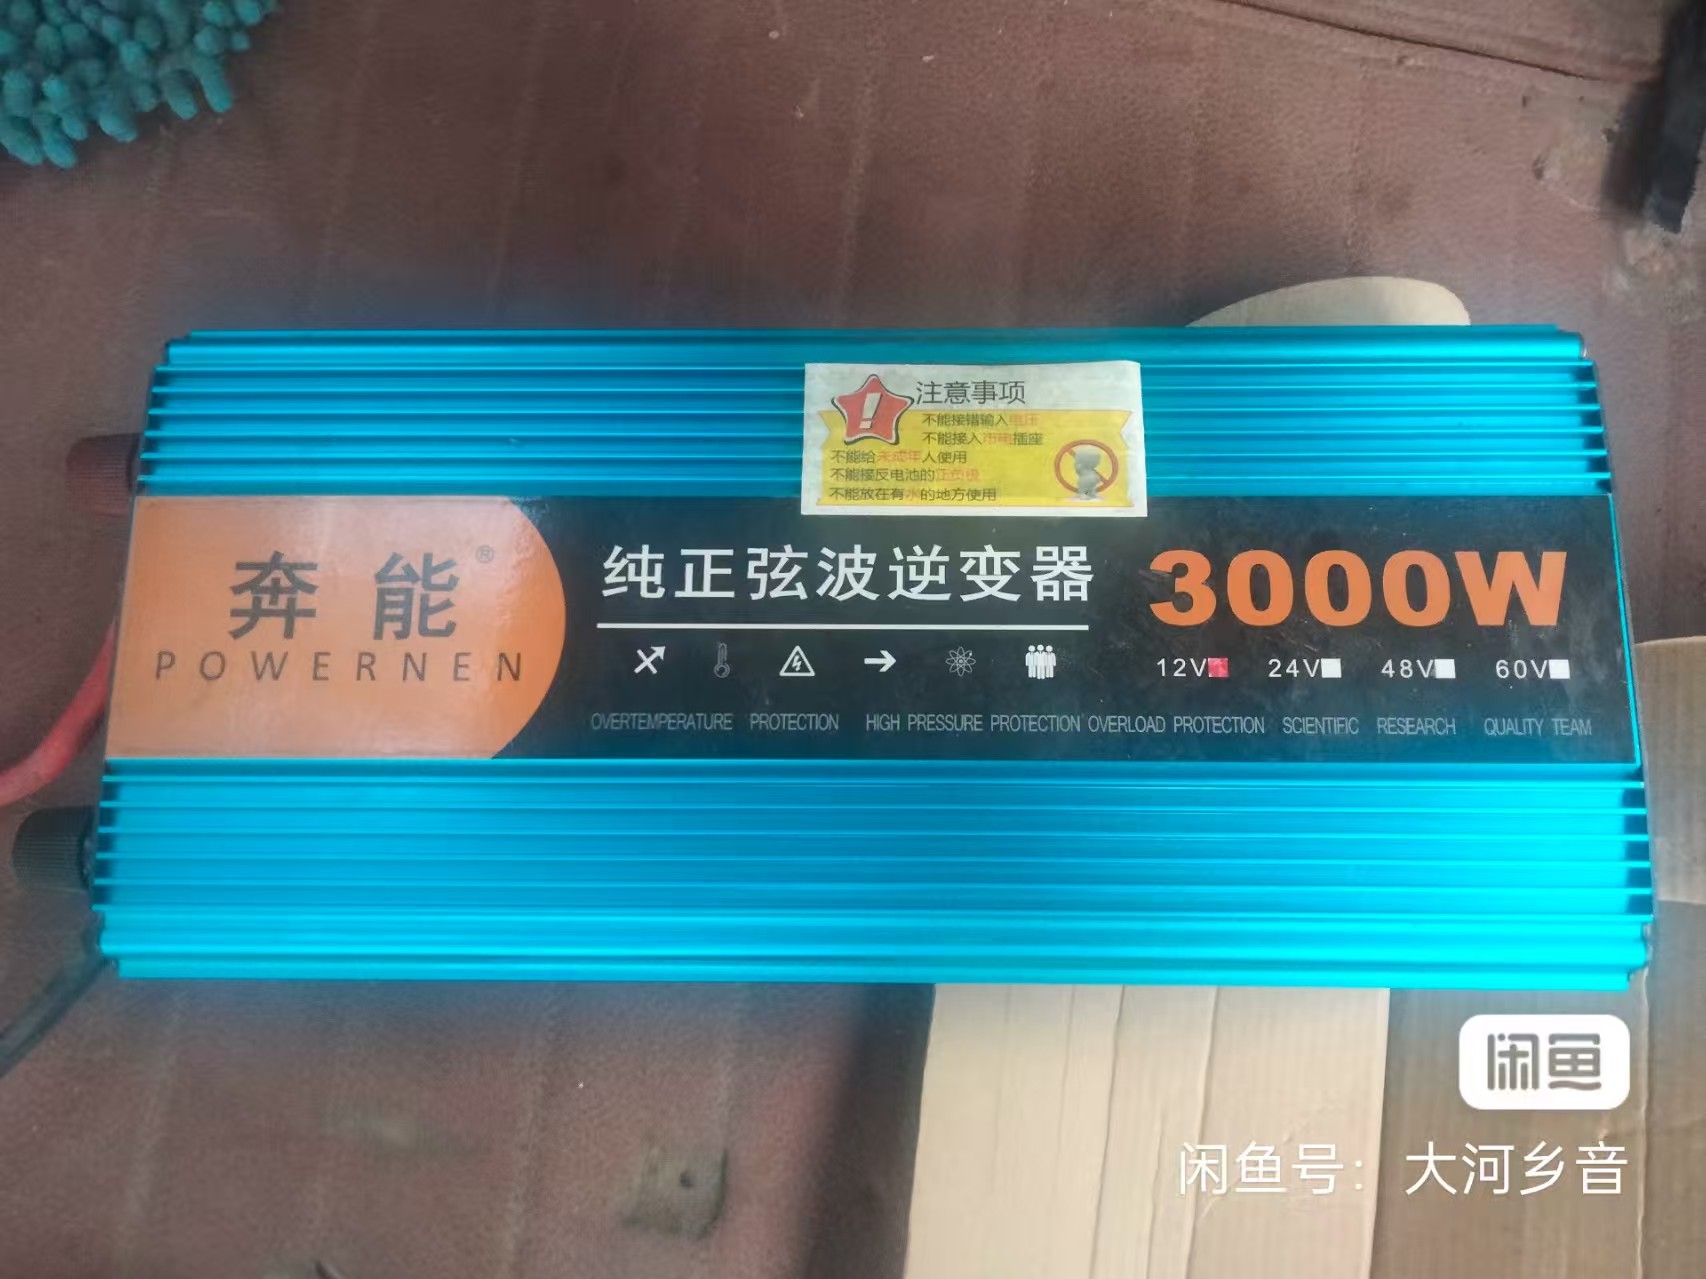 注意事项
不能接错输入电压
不能接入市电插座
不能给未成年人使用
不能接反电池的正负极
不能放在有水的地方使用
奔能®
POWERNEN
纯正弦波逆变器
3000W
12V 24V 48V 60V
OVERTEMPERATURE PROTECTION HIGH PRESSURE PROTECTION OVERLOAD PROTECTION SCIENTIFIC RESEARCH QUALITY TEAM
闲鱼
闲鱼号：大河乡音